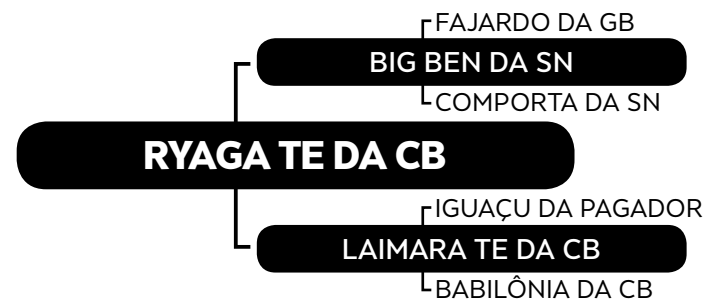 FAJARDO DA GB
BIG BEN DA SN
COMPORTA DA SN
RYAGA TE DA CB
IGUAÇU DA PAGADOR
LAIMARA TE DA CB
BABILÔNIA DA CB